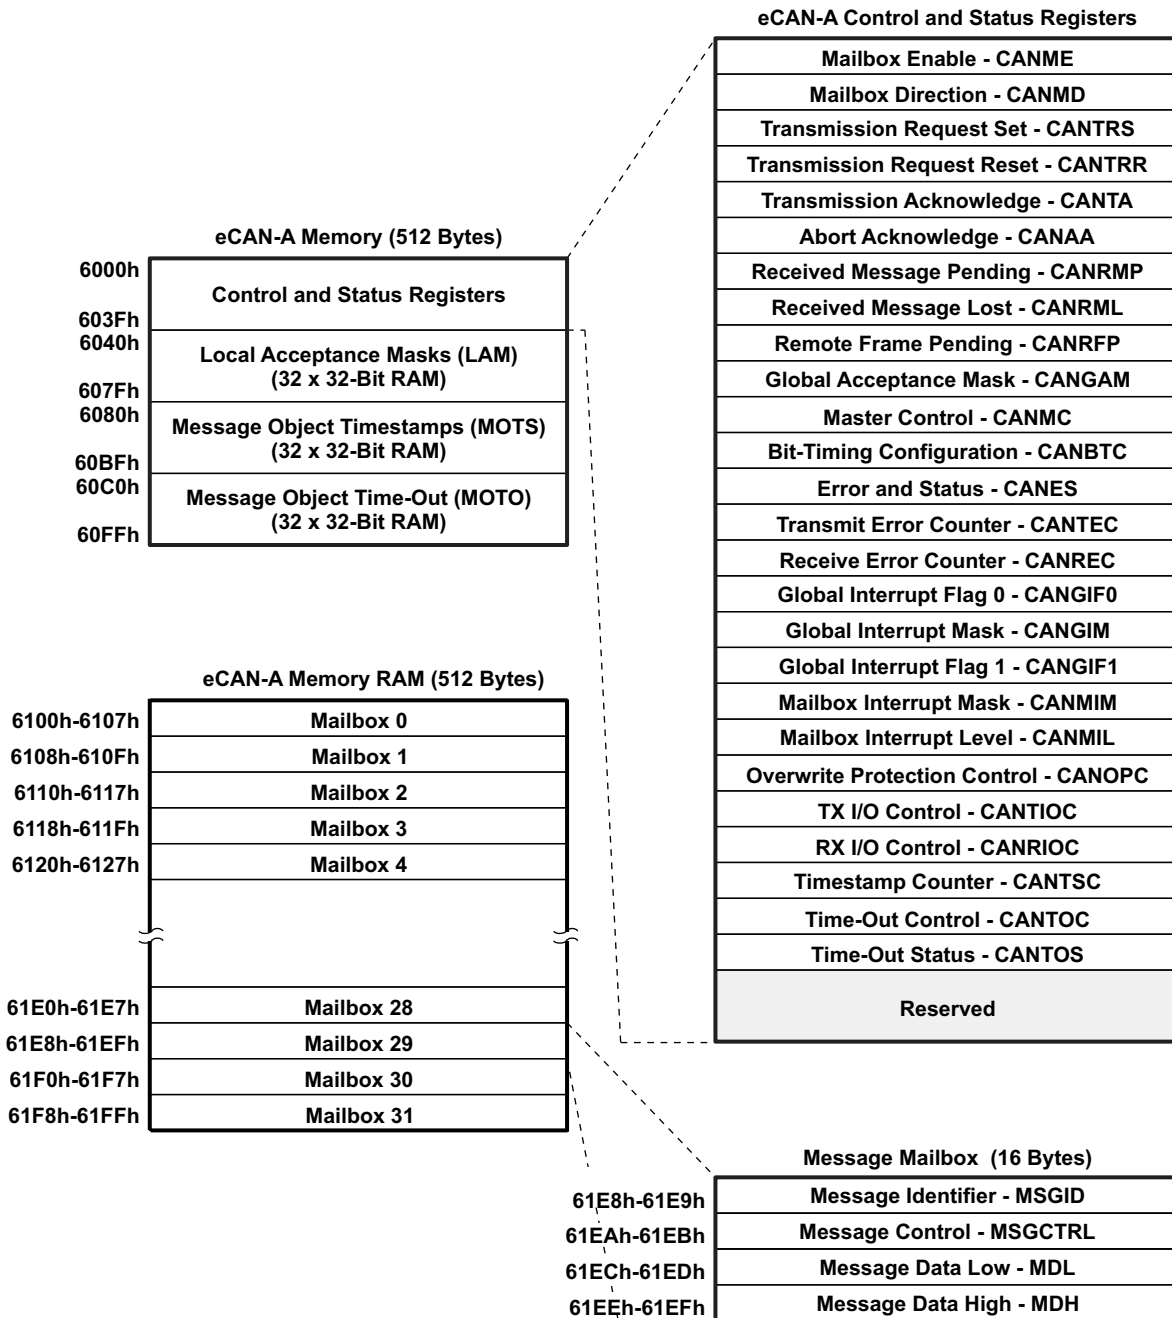 eCAN-A Control and Status Registers
Mailbox Enable - CANME
Mailbox Direction - CANMD
Transmission Request Set - CANTRS
Transmission Request Reset - CANTRR
Transmission Acknowledge - CANTA
Abort Acknowledge - CANAA
Received Message Pending - CANRMP
Received Message Lost - CANRML
Remote Frame Pending - CANRFP
Global Acceptance Mask - CANGAM
Master Control - CANMC
Bit-Timing Configuration - CANBTC
Error and Status - CANES
Transmit Error Counter - CANTEC
Receive Error Counter - CANREC
Global Interrupt Flag 0 - CANGIF0
Global Interrupt Mask - CANGIM
Global Interrupt Flag 1 - CANGIF1
Mailbox Interrupt Mask - CANMIM
Mailbox Interrupt Level - CANMIL
Overwrite Protection Control - CANOPC
TX I/O Control - CANTIOC
RX I/O Control - CANRIOC
Timestamp Counter - CANTSC
Time-Out Control - CANTOC
Time-Out Status - CANTOS
Reserved
eCAN-A Memory (512 Bytes)
6000h
Control and Status Registers
603Fh
6040h
Local Acceptance Masks (LAM)
(32 x 32-Bit RAM)
607Fh
6080h
Message Object Timestamps (MOTS)
(32 x 32-Bit RAM)
60BFh
60C0h
Message Object Time-Out (MOTO)
(32 x 32-Bit RAM)
60FFh
eCAN-A Memory RAM (512 Bytes)
6100h-6107h Mailbox 0
6108h-610Fh Mailbox 1
6110h-6117h Mailbox 2
6118h-611Fh Mailbox 3
6120h-6127h Mailbox 4
61E0h-61E7h Mailbox 28
61E8h-61EFh Mailbox 29
61F0h-61F7h Mailbox 30
61F8h-61FFh Mailbox 31
Message Mailbox (16 Bytes)
61E8h-61E9h Message Identifier - MSGID
61EAh-61EBh Message Control - MSGCTRL
61ECh-61EDh Message Data Low - MDL
61EEh-61EFh Message Data High - MDH